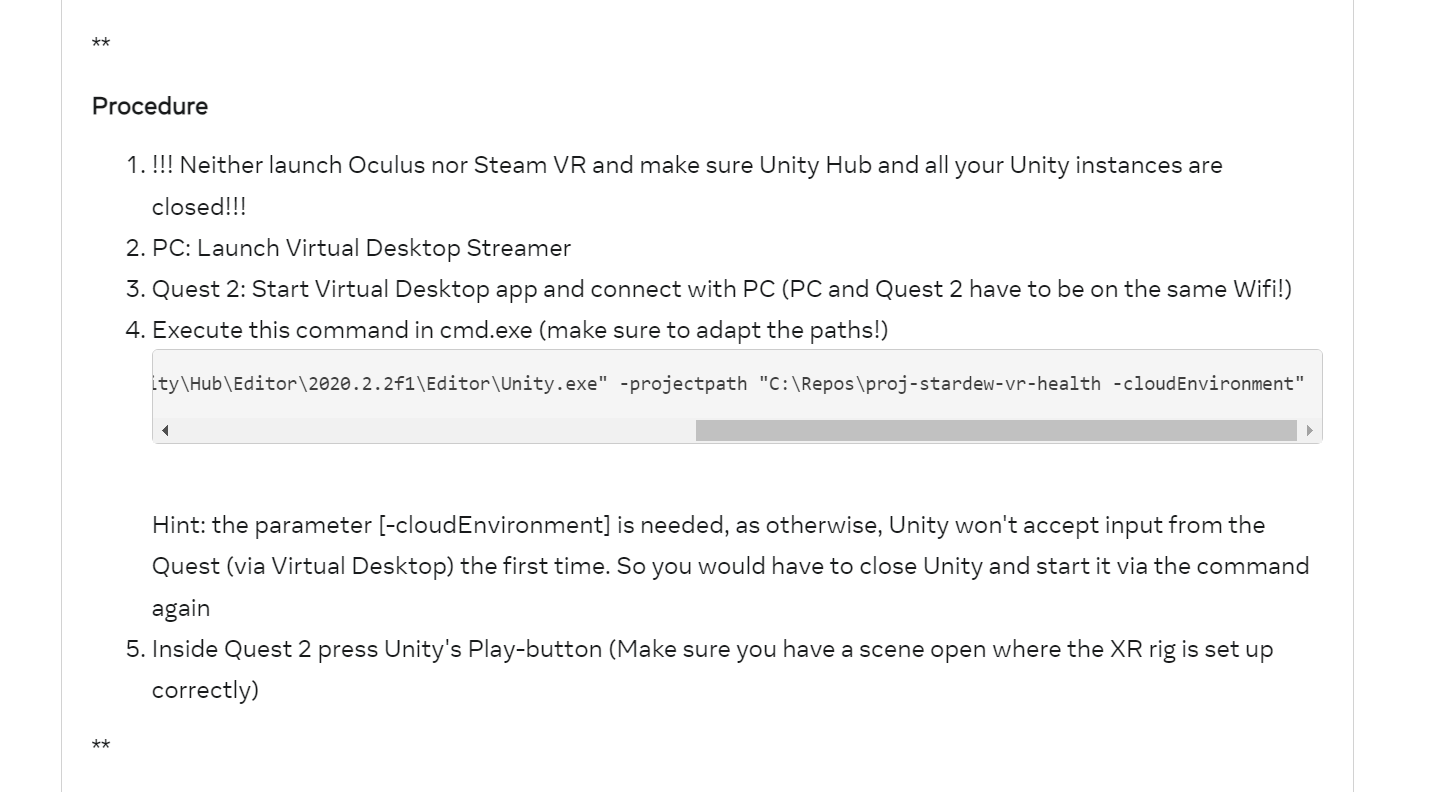 **
Procedure
1. !!! Neither launch Oculus nor Steam VR and make sure Unity Hub and all your Unity instances are
closed!!!
2. PC: Launch Virtual Desktop Streamer
3. Quest 2: Start Virtual Desktop app and connect with PC (PC and Quest 2 have to be on the same Wifi!)
4. Execute this command in cmd.exe (make sure to adapt the paths!)
ity\Hub\Editor\2020.2.2f1\Editor\Unity.exe" -projectpath "C:\Repos\proj-stardew-vr-health -cloudEnvironment"
Hint: the parameter [-cloudEnvironment] is needed, as otherwise, Unity won't accept input from the
Quest (via Virtual Desktop) the first time. So you would have to close Unity and start it via the command
again
5. Inside Quest 2 press Unity's Play-button (Make sure you have a scene open where the XR rig is set up
correctly)
**